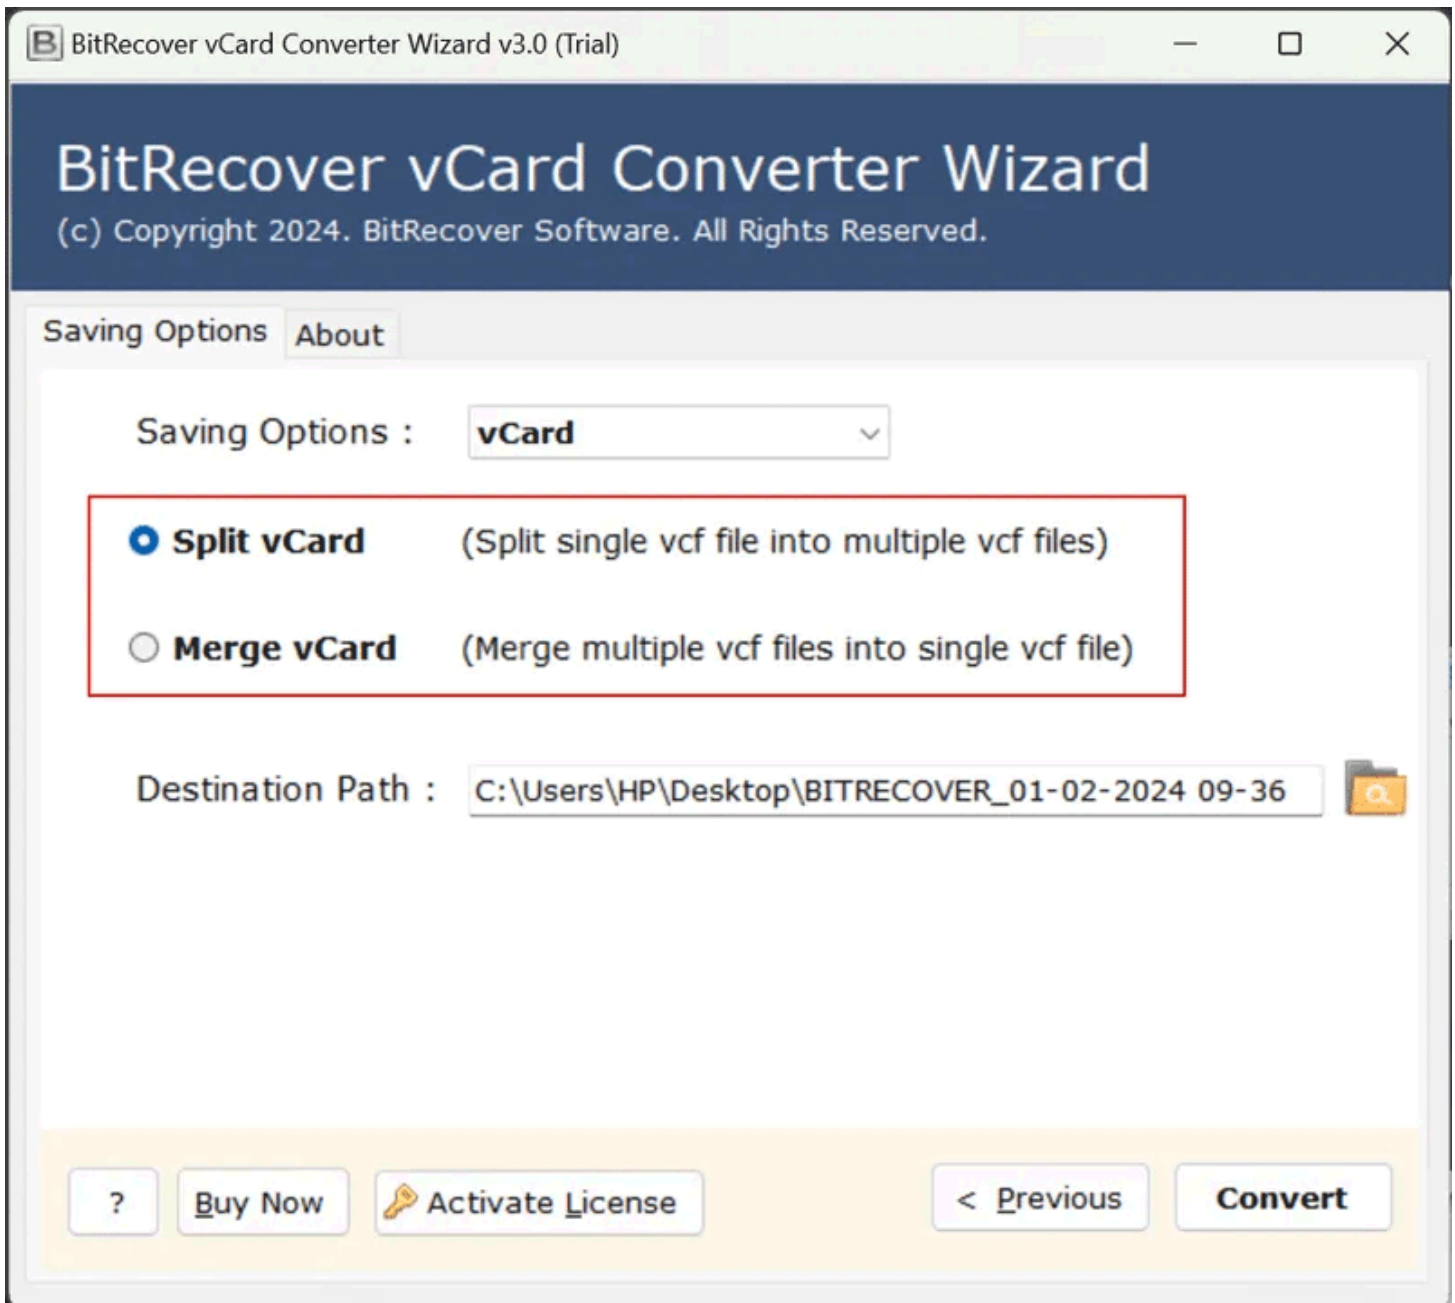 BitRecover vCard Converter Wizard v3.0 (Trial)
BitRecover vCard Converter Wizard
(c) Copyright 2024. BitRecover Software. All Rights Reserved.
Saving Options About
Saving Options : vCard
Split vCard (Split single vcf file into multiple vcf files)
Merge vCard (Merge multiple vcf files into single vcf file)
Destination Path : C:\Users\HP\Desktop\BITRECOVER_01-02-2024 09-36
? Buy Now Activate License < Previous Convert